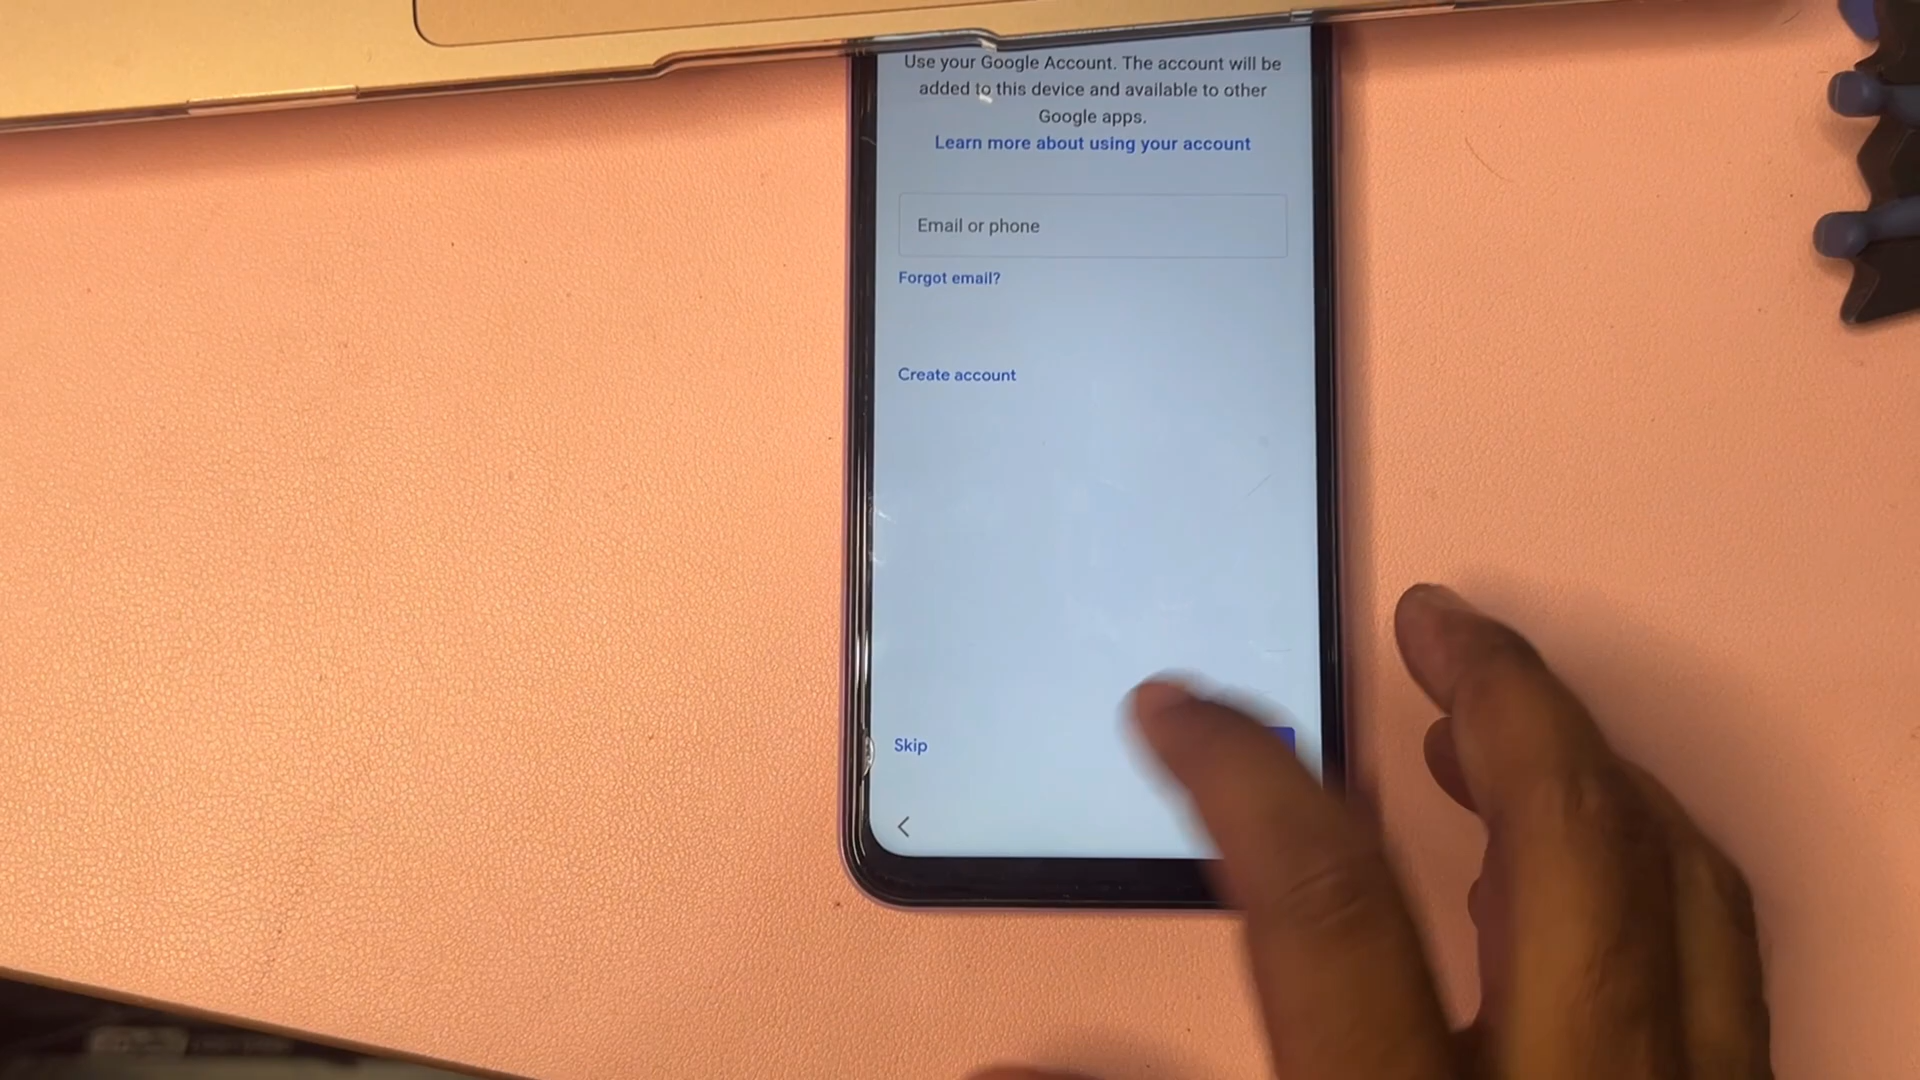 Use your Google Account. The account will be
added to this device and available to other
Google apps.
Learn more about using your account
Email or phone
Forgot email?
Create account
Skip